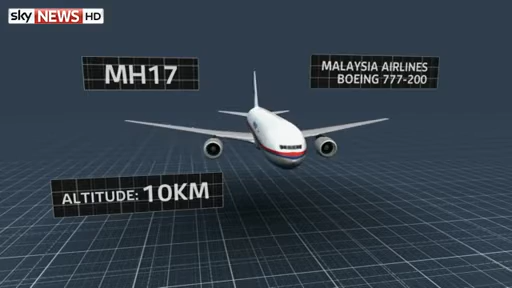 sky NEWS HD
MH17
MALAYSIA AIRLINES
BOEING 777-200
ALTITUDE: 10KM